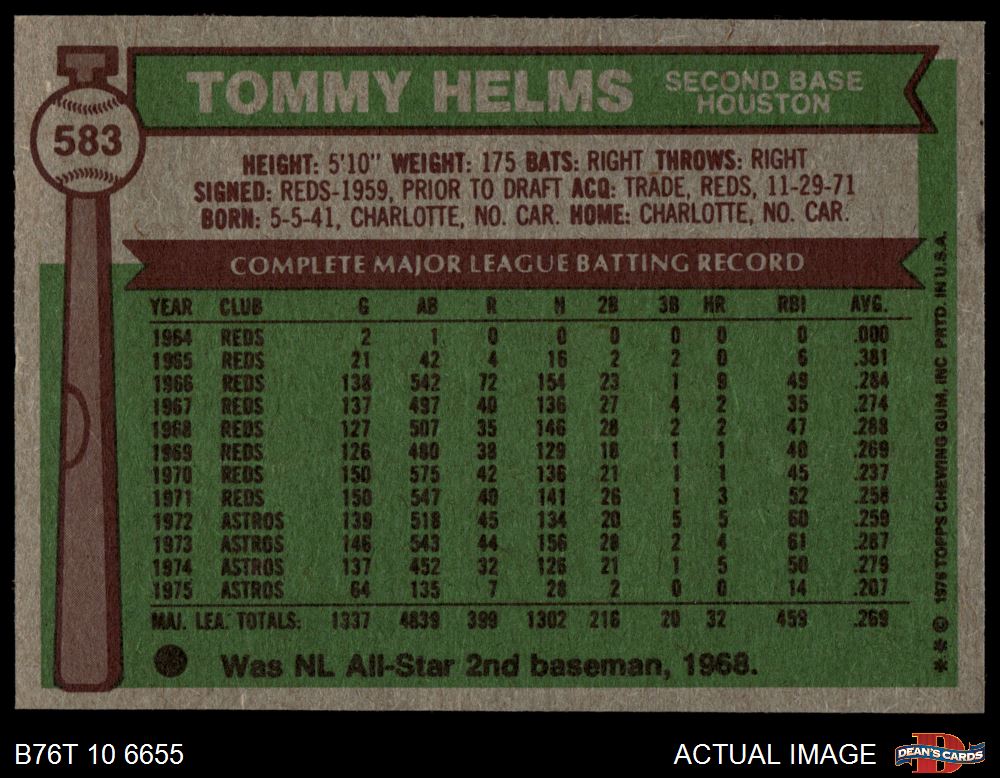 583
TOMMY HELMS SECOND BASE
HOUSTON
HEIGHT: 5'10" WEIGHT: 175 BATS: RIGHT THROWS: RIGHT
SIGNED: REDS-1959, PRIOR TO DRAFT ACQ: TRADE, REDS, 11-29-71
BORN: 5-5-41, CHARLOTTE, NO. CAR. HOME: CHARLOTTE, NO. CAR.
COMPLETE MAJOR LEAGUE BATTING RECORD
YEAR CLUB G AB R H 2B 3B HR RBI AVG.
1964 REDS 2 1 0 0 0 0 0 0 .000
1965 REDS 21 42 4 16 2 2 0 6 .381
1966 REDS 138 542 72 154 23 1 9 49 .284
1967 REDS 137 497 40 136 27 4 2 35 .274
1968 REDS 127 507 35 146 28 2 2 47 .288
1969 REDS 126 480 38 129 18 1 1 40 .269
1970 REDS 150 575 42 136 21 1 1 45 .237
1971 REDS 150 547 40 141 26 1 3 52 .258
1972 ASTROS 139 518 45 134 20 5 5 60 .259
1973 ASTROS 146 543 44 156 28 2 4 61 .287
1974 ASTROS 137 452 32 126 21 1 5 50 .279
1975 ASTROS 64 135 7 28 2 0 0 14 .207
MAJ. LEA. TOTALS: 1337 4839 399 1302 216 20 32 459 .269
Was NL All-Star 2nd baseman, 1968.
** © 1976 TOPPS CHEWING GUM, INC PRTD. IN U.S.A.
B76T 10 6655
ACTUAL IMAGE
DEAN'S CARDS